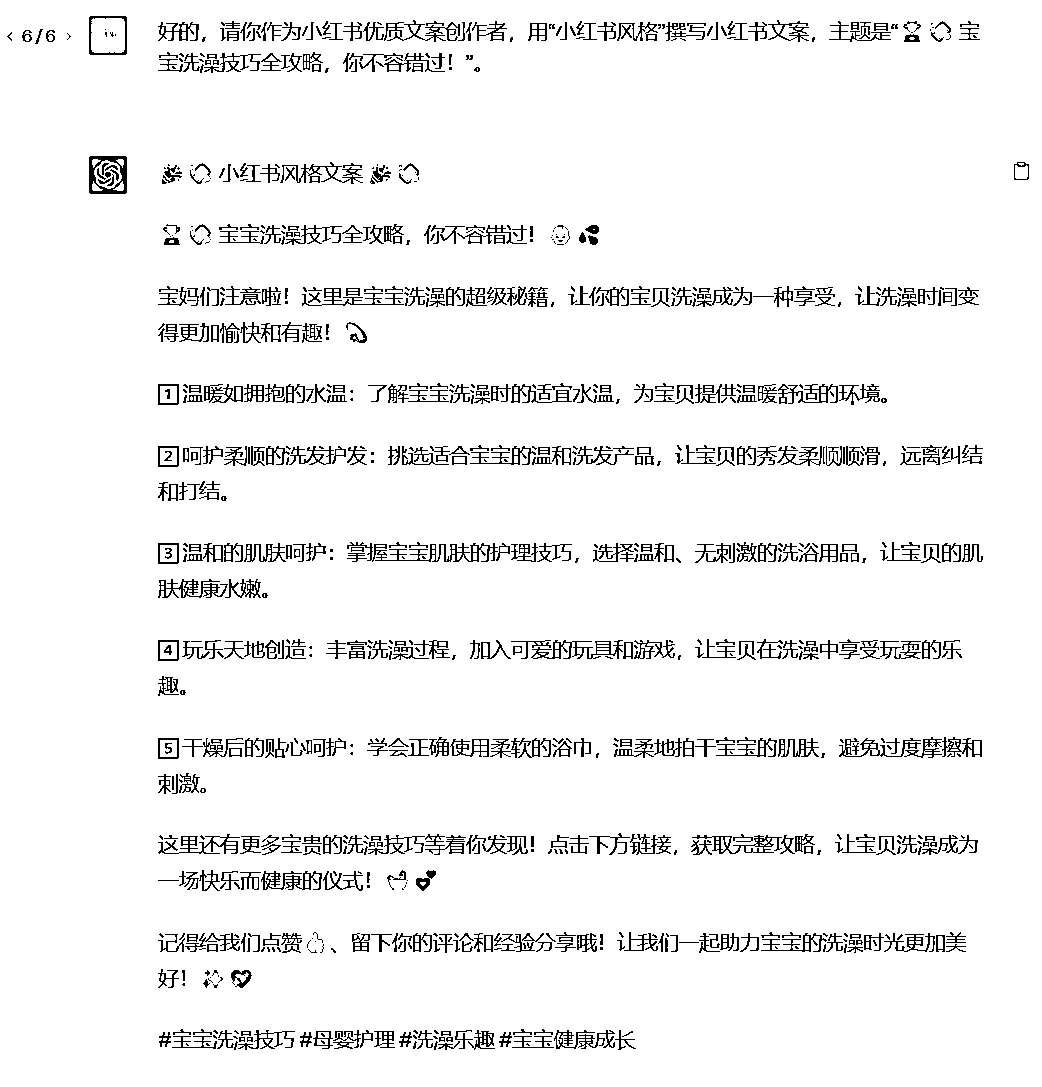 < 6/6 >
好的，请你作为小红书优质文案创作者，用“小红书风格”撰写小红书文案，主题是“🏆 宝
宝洗澡技巧全攻略，你不容错过！”。
🎉 小红书风格文案 🎉
🏆 宝宝洗澡技巧全攻略，你不容错过！ 👶 💦
宝妈们注意啦！这里是宝宝洗澡的超级秘籍，让你的宝贝洗澡成为一种享受，让洗澡时间变
得更加愉快和有趣！ 💫
1️⃣温暖如拥抱的水温：了解宝宝洗澡时的适宜水温，为宝贝提供温暖舒适的环境。
2️⃣呵护柔顺的洗发护发：挑选适合宝宝的温和洗发产品，让宝贝的秀发柔顺顺滑，远离纠结
和打结。
3️⃣温和的肌肤呵护：掌握宝宝肌肤的护理技巧，选择温和、无刺激的洗浴用品，让宝贝的肌
肤健康水嫩。
4️⃣玩乐天地创造：丰富洗澡过程，加入可爱的玩具和游戏，让宝贝在洗澡中享受玩耍的乐
趣。
5️⃣干燥后的贴心呵护：学会正确使用柔软的浴巾，温柔地拍干宝宝的肌肤，避免过度摩擦和
刺激。
这里还有更多宝贵的洗澡技巧等着你发现！点击下方链接，获取完整攻略，让宝贝洗澡成为
一场快乐而健康的仪式！ 💕
记得给我们点赞👍、留下你的评论和经验分享哦！让我们一起助力宝宝的洗澡时光更加美
好！ ✨ 💖
#宝宝洗澡技巧 #母婴护理 #洗澡乐趣 #宝宝健康成长